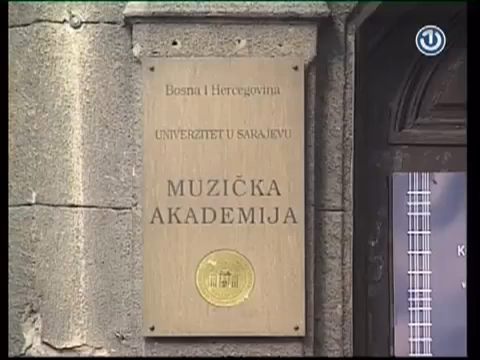 Bosna i Hercegovina
UNIVERZITET U SARAJEVU
MUZIČKA
AKADEMIJA